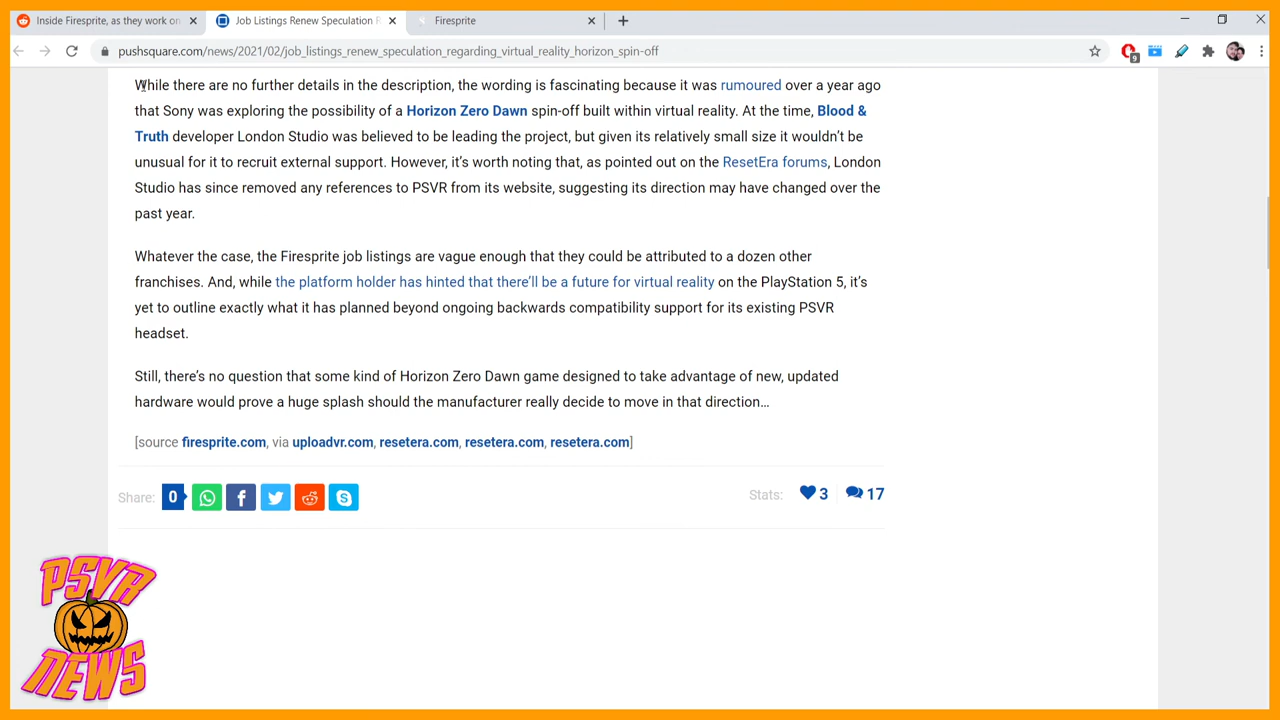 Inside Firesprite, as they work on
Job Listings Renew Speculation R
Firesprite
pushsquare.com/news/2021/02/job_listings_renew_speculation_regarding_virtual_reality_horizon_spin-off
9
While there are no further details in the description, the wording is fascinating because it was rumoured over a year ago
that Sony was exploring the possibility of a Horizon Zero Dawn spin-off built within virtual reality. At the time, Blood &
Truth developer London Studio was believed to be leading the project, but given its relatively small size it wouldn't be
unusual for it to recruit external support. However, it's worth noting that, as pointed out on the ResetEra forums, London
Studio has since removed any references to PSVR from its website, suggesting its direction may have changed over the
past year.
Whatever the case, the Firesprite job listings are vague enough that they could be attributed to a dozen other
franchises. And, while the platform holder has hinted that there'll be a future for virtual reality on the PlayStation 5, it's
yet to outline exactly what it has planned beyond ongoing backwards compatibility support for its existing PSVR
headset.
Still, there's no question that some kind of Horizon Zero Dawn game designed to take advantage of new, updated
hardware would prove a huge splash should the manufacturer really decide to move in that direction…
[source firesprite.com, via uploadvr.com, resetera.com, resetera.com, resetera.com]
Share: 0
Stats: 3 17
PSVR
NEWS